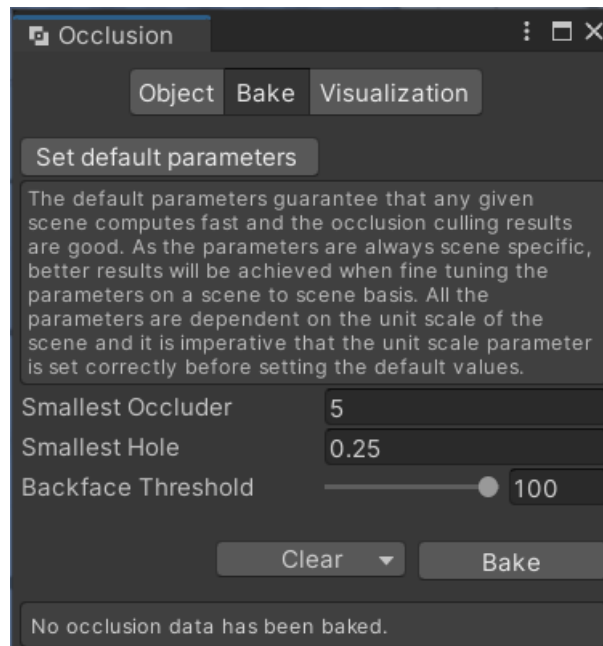 Occlusion
Object Bake Visualization
Set default parameters
The default parameters guarantee that any given
scene computes fast and the occlusion culling results
are good. As the parameters are always scene specific,
better results will be achieved when fine tuning the
parameters on a scene to scene basis. All the
parameters are dependent on the unit scale of the
scene and it is imperative that the unit scale parameter
is set correctly before setting the default values.
Smallest Occluder 5
Smallest Hole 0.25
Backface Threshold 100
Clear Bake
No occlusion data has been baked.